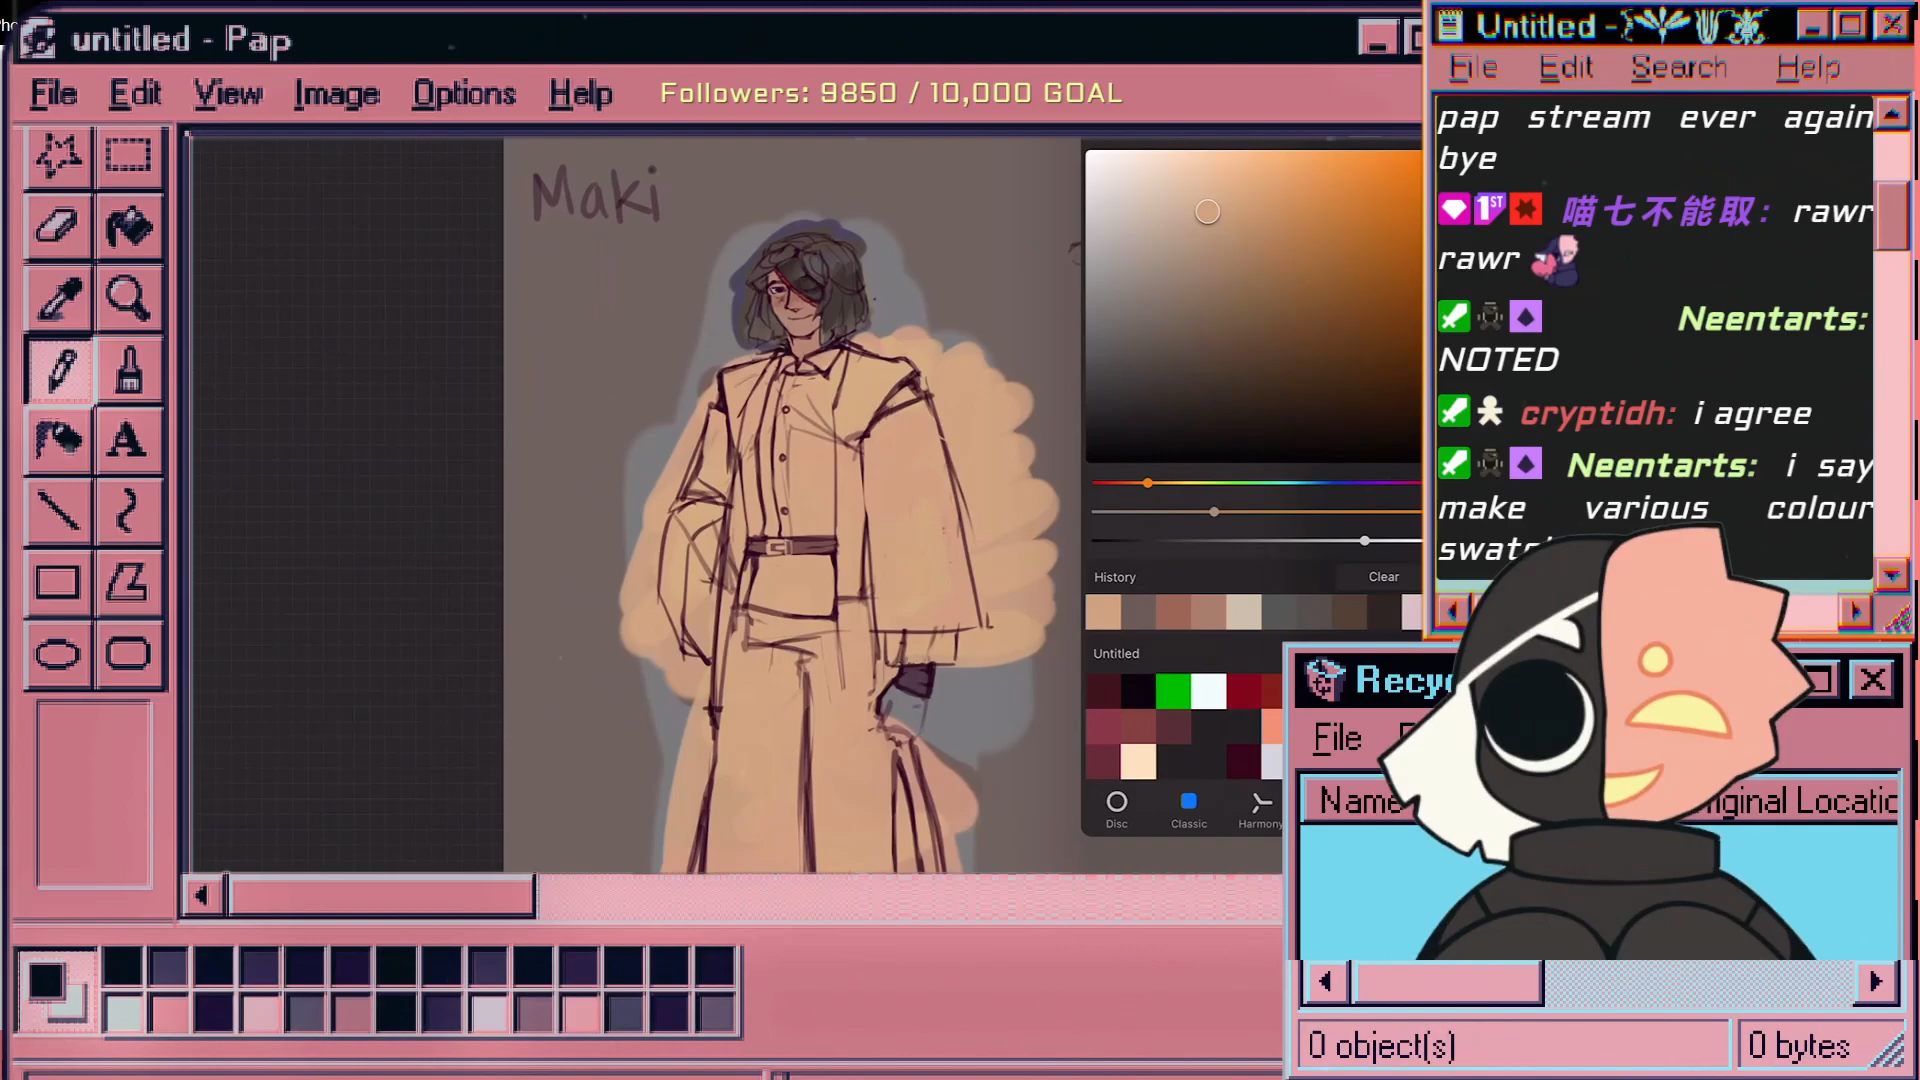 untitled - Pap
File Edit View Image Options Help
Followers: 9850 / 10,000 GOAL
Maki
History
Clear
Untitled
Disc
Classic
Harmony
Untitled -
File Edit Search Help
pap stream ever again
bye
喵七不能取: rawr
rawr
Neentarts:
NOTED
cryptidh: i agree
Neentarts: i say
make various colour
File
Name
0 object(s)
0 bytes